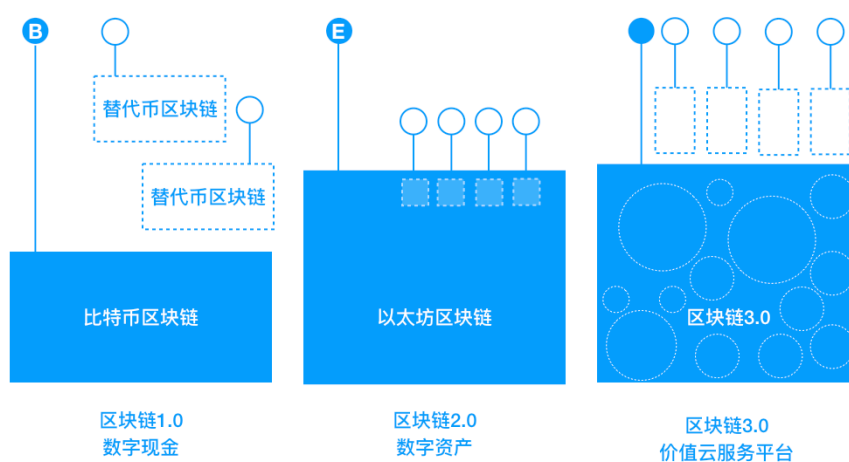 B
E
替代币区块链
替代币区块链
比特币区块链
以太坊区块链
区块链3.0
区块链1.0
数字现金
区块链2.0
数字资产
区块链3.0
价值云服务平台